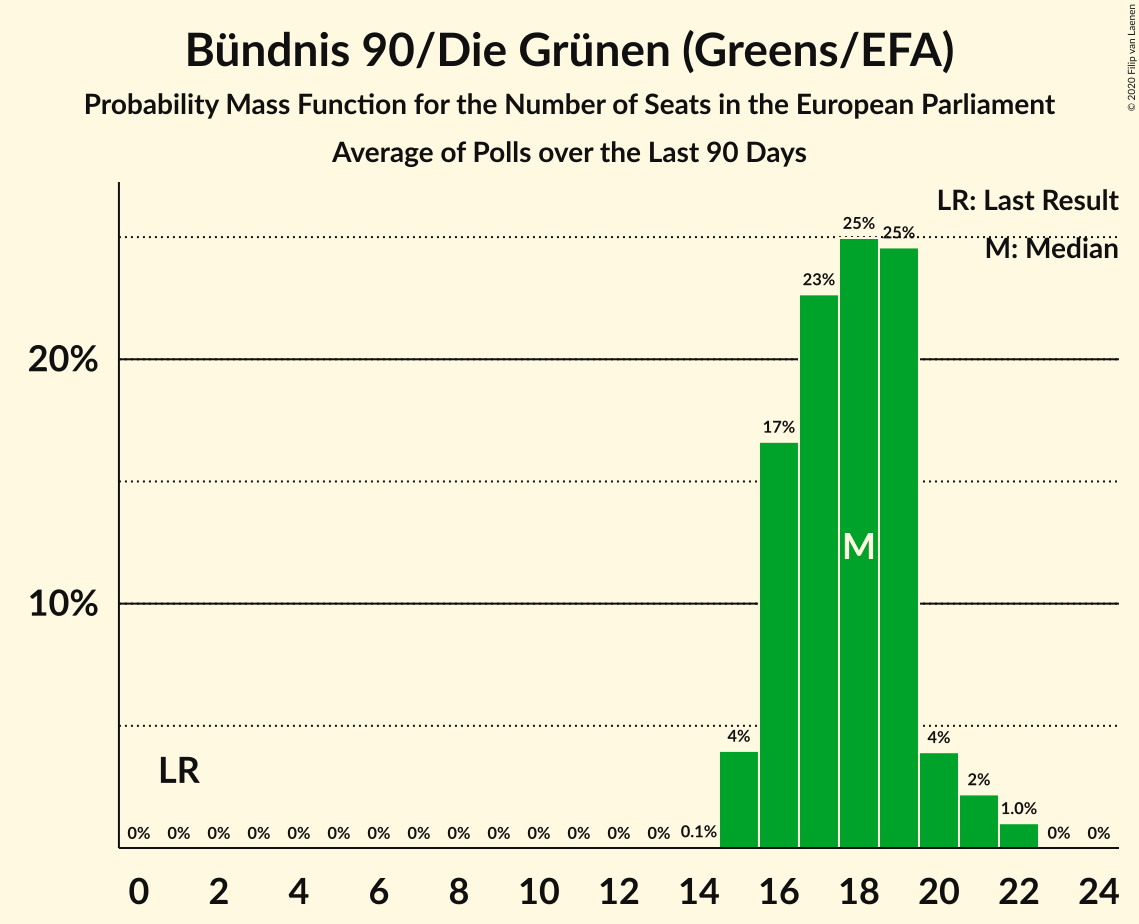 Bündnis 90/Die Grünen (Greens/EFA)
Probability Mass Function for the Number of Seats in the European Parliament
Average of Polls over the Last 90 Days
© 2020 Filip van Laenen
LR: Last Result
M: Median
25%
25%
23%
20%
17%
M
10%
4%
4%
LR
2%
1.0%
0% 0% 0% 0% 0% 0% 0% 0% 0% 0% 0% 0% 0% 0% 0.1% 0% 0%
0 2 4 6 8 10 12 14 16 18 20 22 24